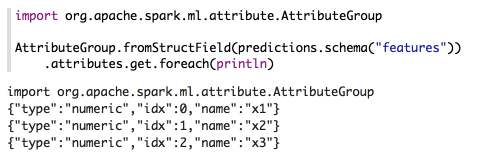 import org.apache.spark.ml.attribute.AttributeGroup
AttributeGroup.fromStructField(predictions.schema("features"))
.attributes.get.foreach(println)
import org.apache.spark.ml.attribute.AttributeGroup
{"type":"numeric","idx":0,"name":"x1"}
{"type":"numeric","idx":1,"name":"x2"}
{"type":"numeric","idx":2,"name":"x3"}